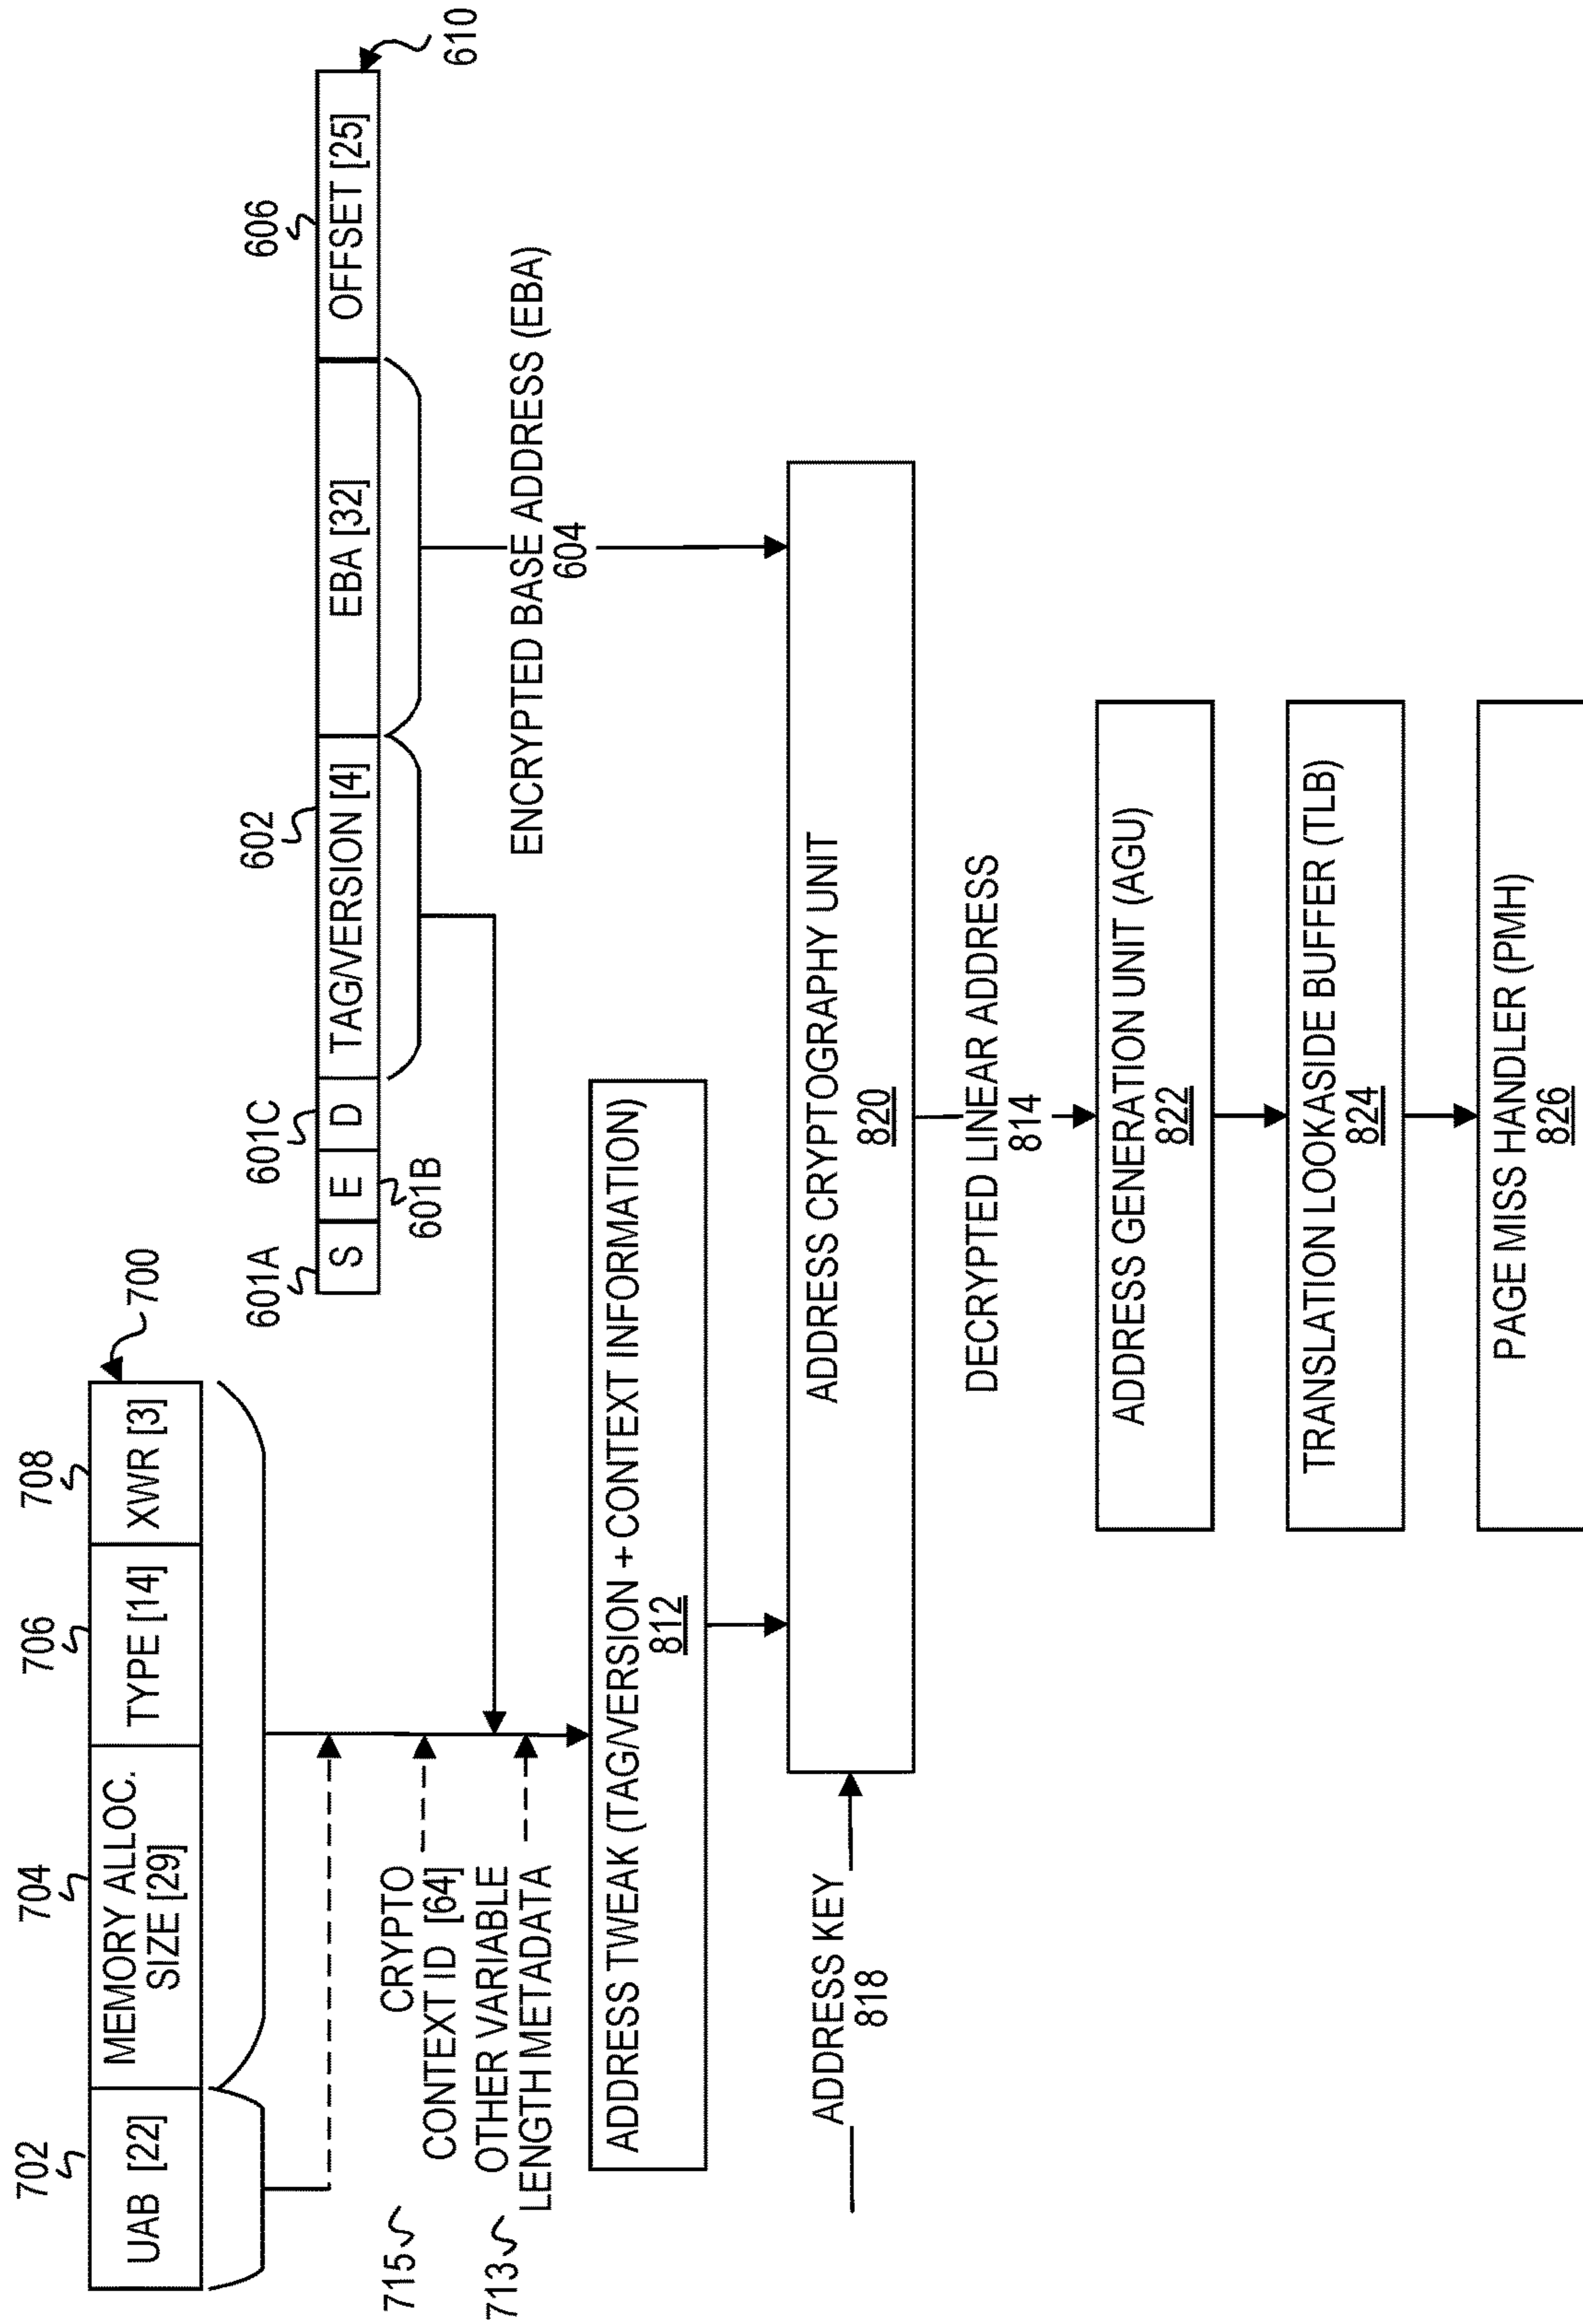 702
704
706
708
700
UAB [22]
MEMORY ALLOC.
SIZE [29]
TYPE [14]
XWR [3]
601A
601C
602
606
S
E
D
TAG/VERSION [4]
EBA [32]
OFFSET [25]
601B
610
715
CRYPTO
CONTEXT ID [64]
713
OTHER VARIABLE
LENGTH METADATA
ENCRYPTED BASE ADDRESS (EBA)
604
ADDRESS TWEAK (TAG/VERSION + CONTEXT INFORMATION)
812
ADDRESS KEY
818
ADDRESS CRYPTOGRAPHY UNIT
820
DECRYPTED LINEAR ADDRESS
814
ADDRESS GENERATION UNIT (AGU)
822
TRANSLATION LOOKASIDE BUFFER (TLB)
824
PAGE MISS HANDLER (PMH)
826